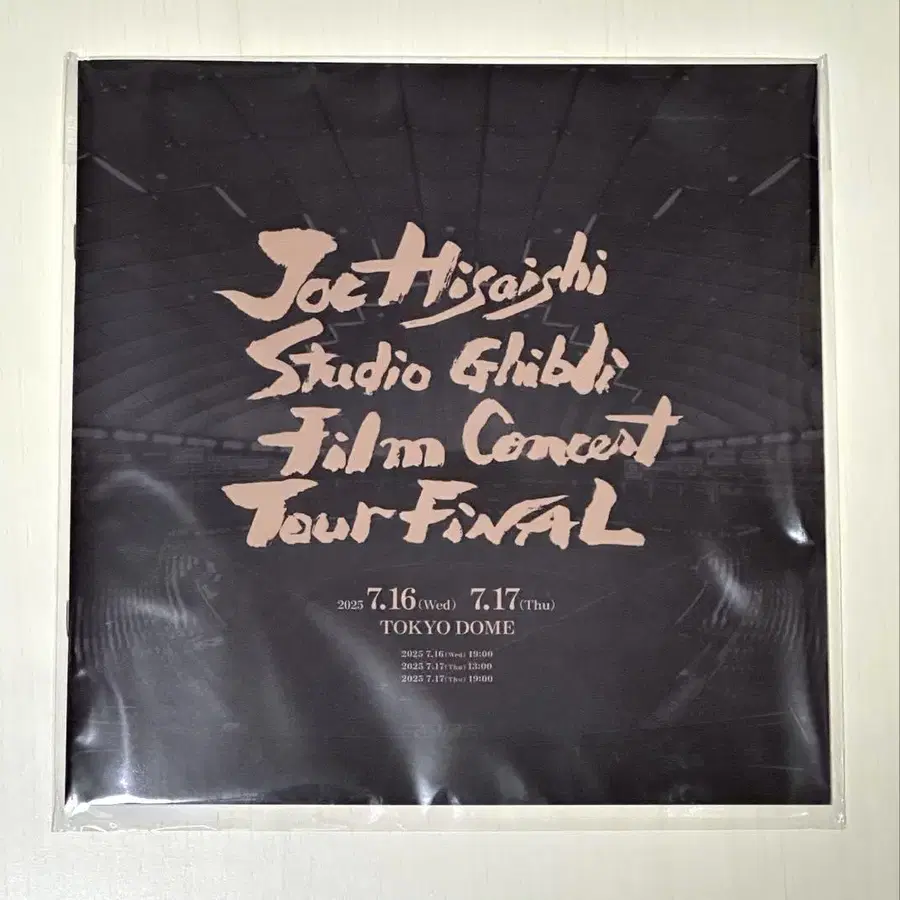 Joe Hisaishi
Studio Ghibli
Film Concert
Tour FiNAL
2025 7.16(Wed) 7.17(Thu)
TOKYO DOME
2025 7.16(Wed) 19:00
2025 7.17(Thu) 13:00
2025 7.17(Thu) 19:00